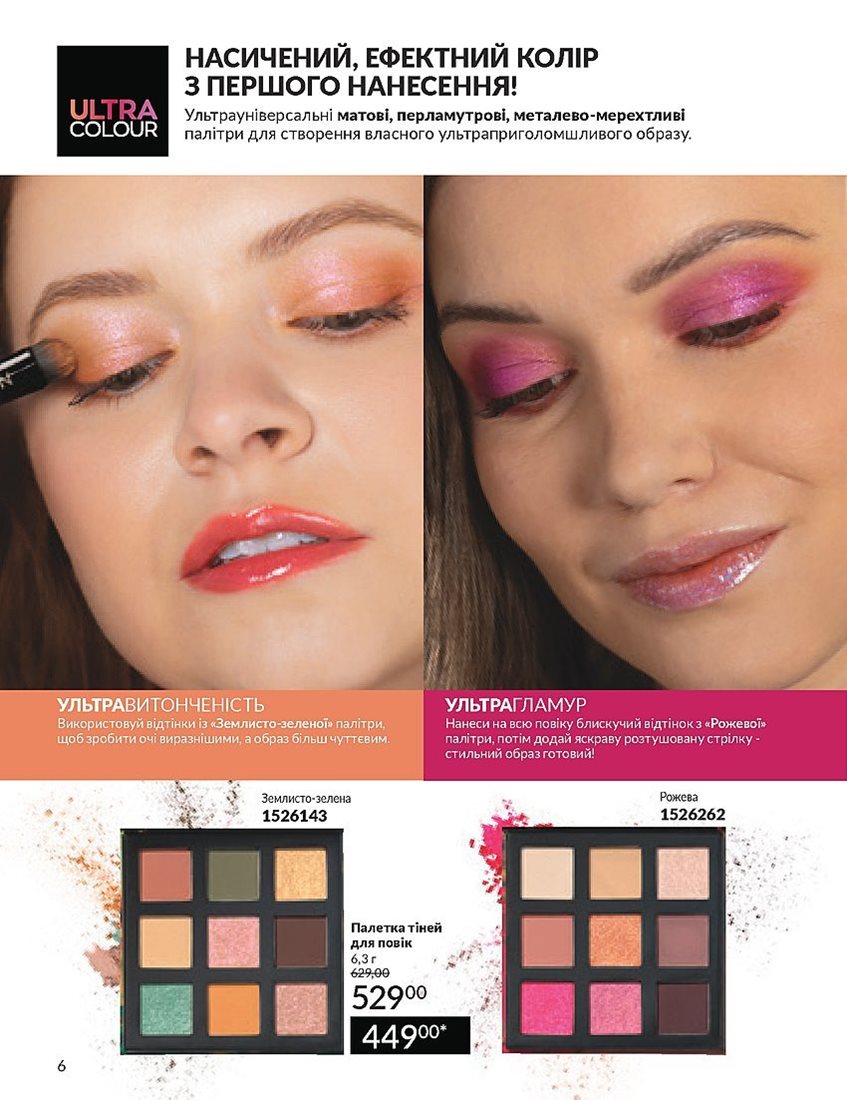 ULTRA
COLOUR
НАСИЧЕНИЙ, ЕФЕКТНИЙ КОЛІР
З ПЕРШОГО НАНЕСЕННЯ!
Ультрауніверсальні матові, перламутрові, металево-мерехтливі
палітри для створення власного ультраприголомшливого образу.
УЛЬТРАВИТОНЧЕНІСТЬ
Використовуй відтінки із «Землисто-зеленої» палітри,
щоб зробити очі виразнішими, а образ більш чуттєвим.
УЛЬТРАГЛАМУР
Нанеси на всю повіку блискучий відтінок з «Рожевої»
палітри, потім додай яскраву розтушовану стрілку -
стильний образ готовий!
Землисто-зелена
1526143
Рожева
1526262
Палетка тіней
для повік
6,3 г
629,00
52900
44900*
6